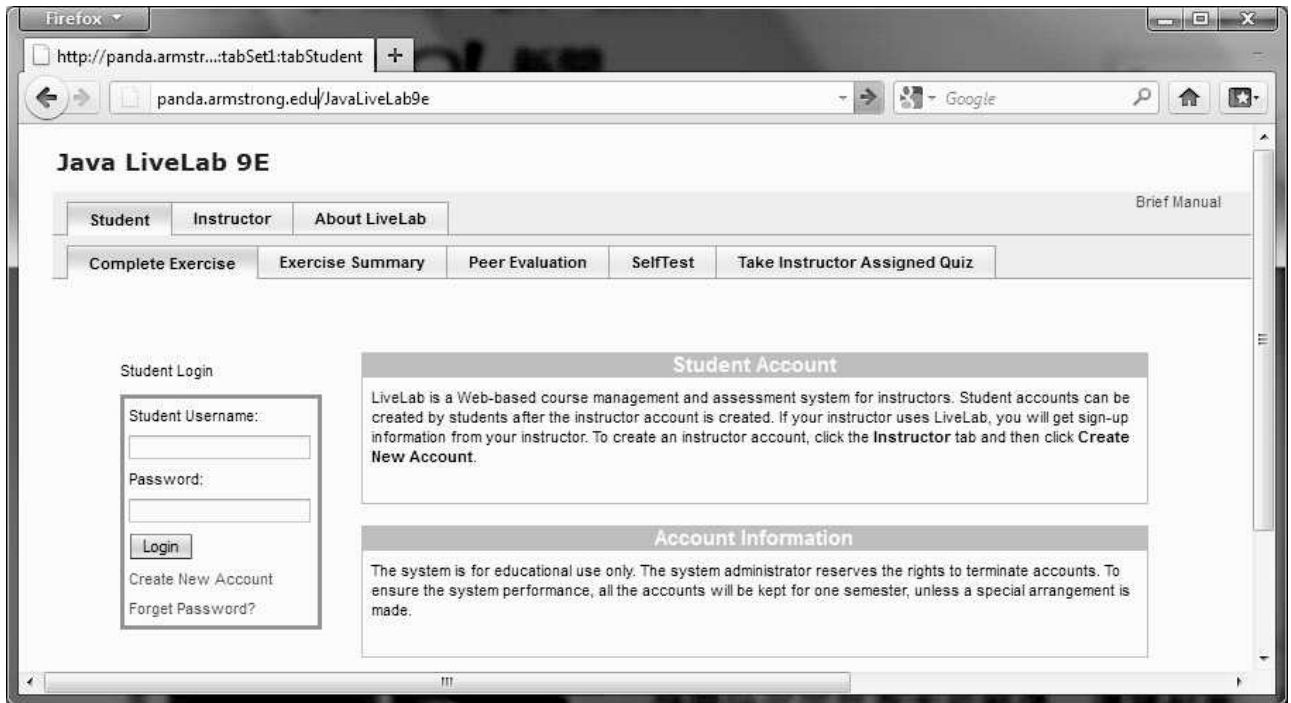 Firefox
http://panda.armstr...:tabSet1:tabStudent +
panda.armstrong.edu/JavaLiveLab9e Google
Java LiveLab 9E
Brief Manual
Student Instructor About LiveLab
Complete Exercise Exercise Summary Peer Evaluation SelfTest Take Instructor Assigned Quiz
Student Login
Student Username:
Password:
Login
Create New Account
Forget Password?
Student Account
LiveLab is a Web-based course management and assessment system for instructors. Student accounts can be
created by students after the instructor account is created. If your instructor uses LiveLab, you will get sign-up
information from your instructor. To create an instructor account, click the Instructor tab and then click Create
New Account.
Account Information
The system is for educational use only. The system administrator reserves the rights to terminate accounts. To
ensure the system performance, all the accounts will be kept for one semester, unless a special arrangement is
made.